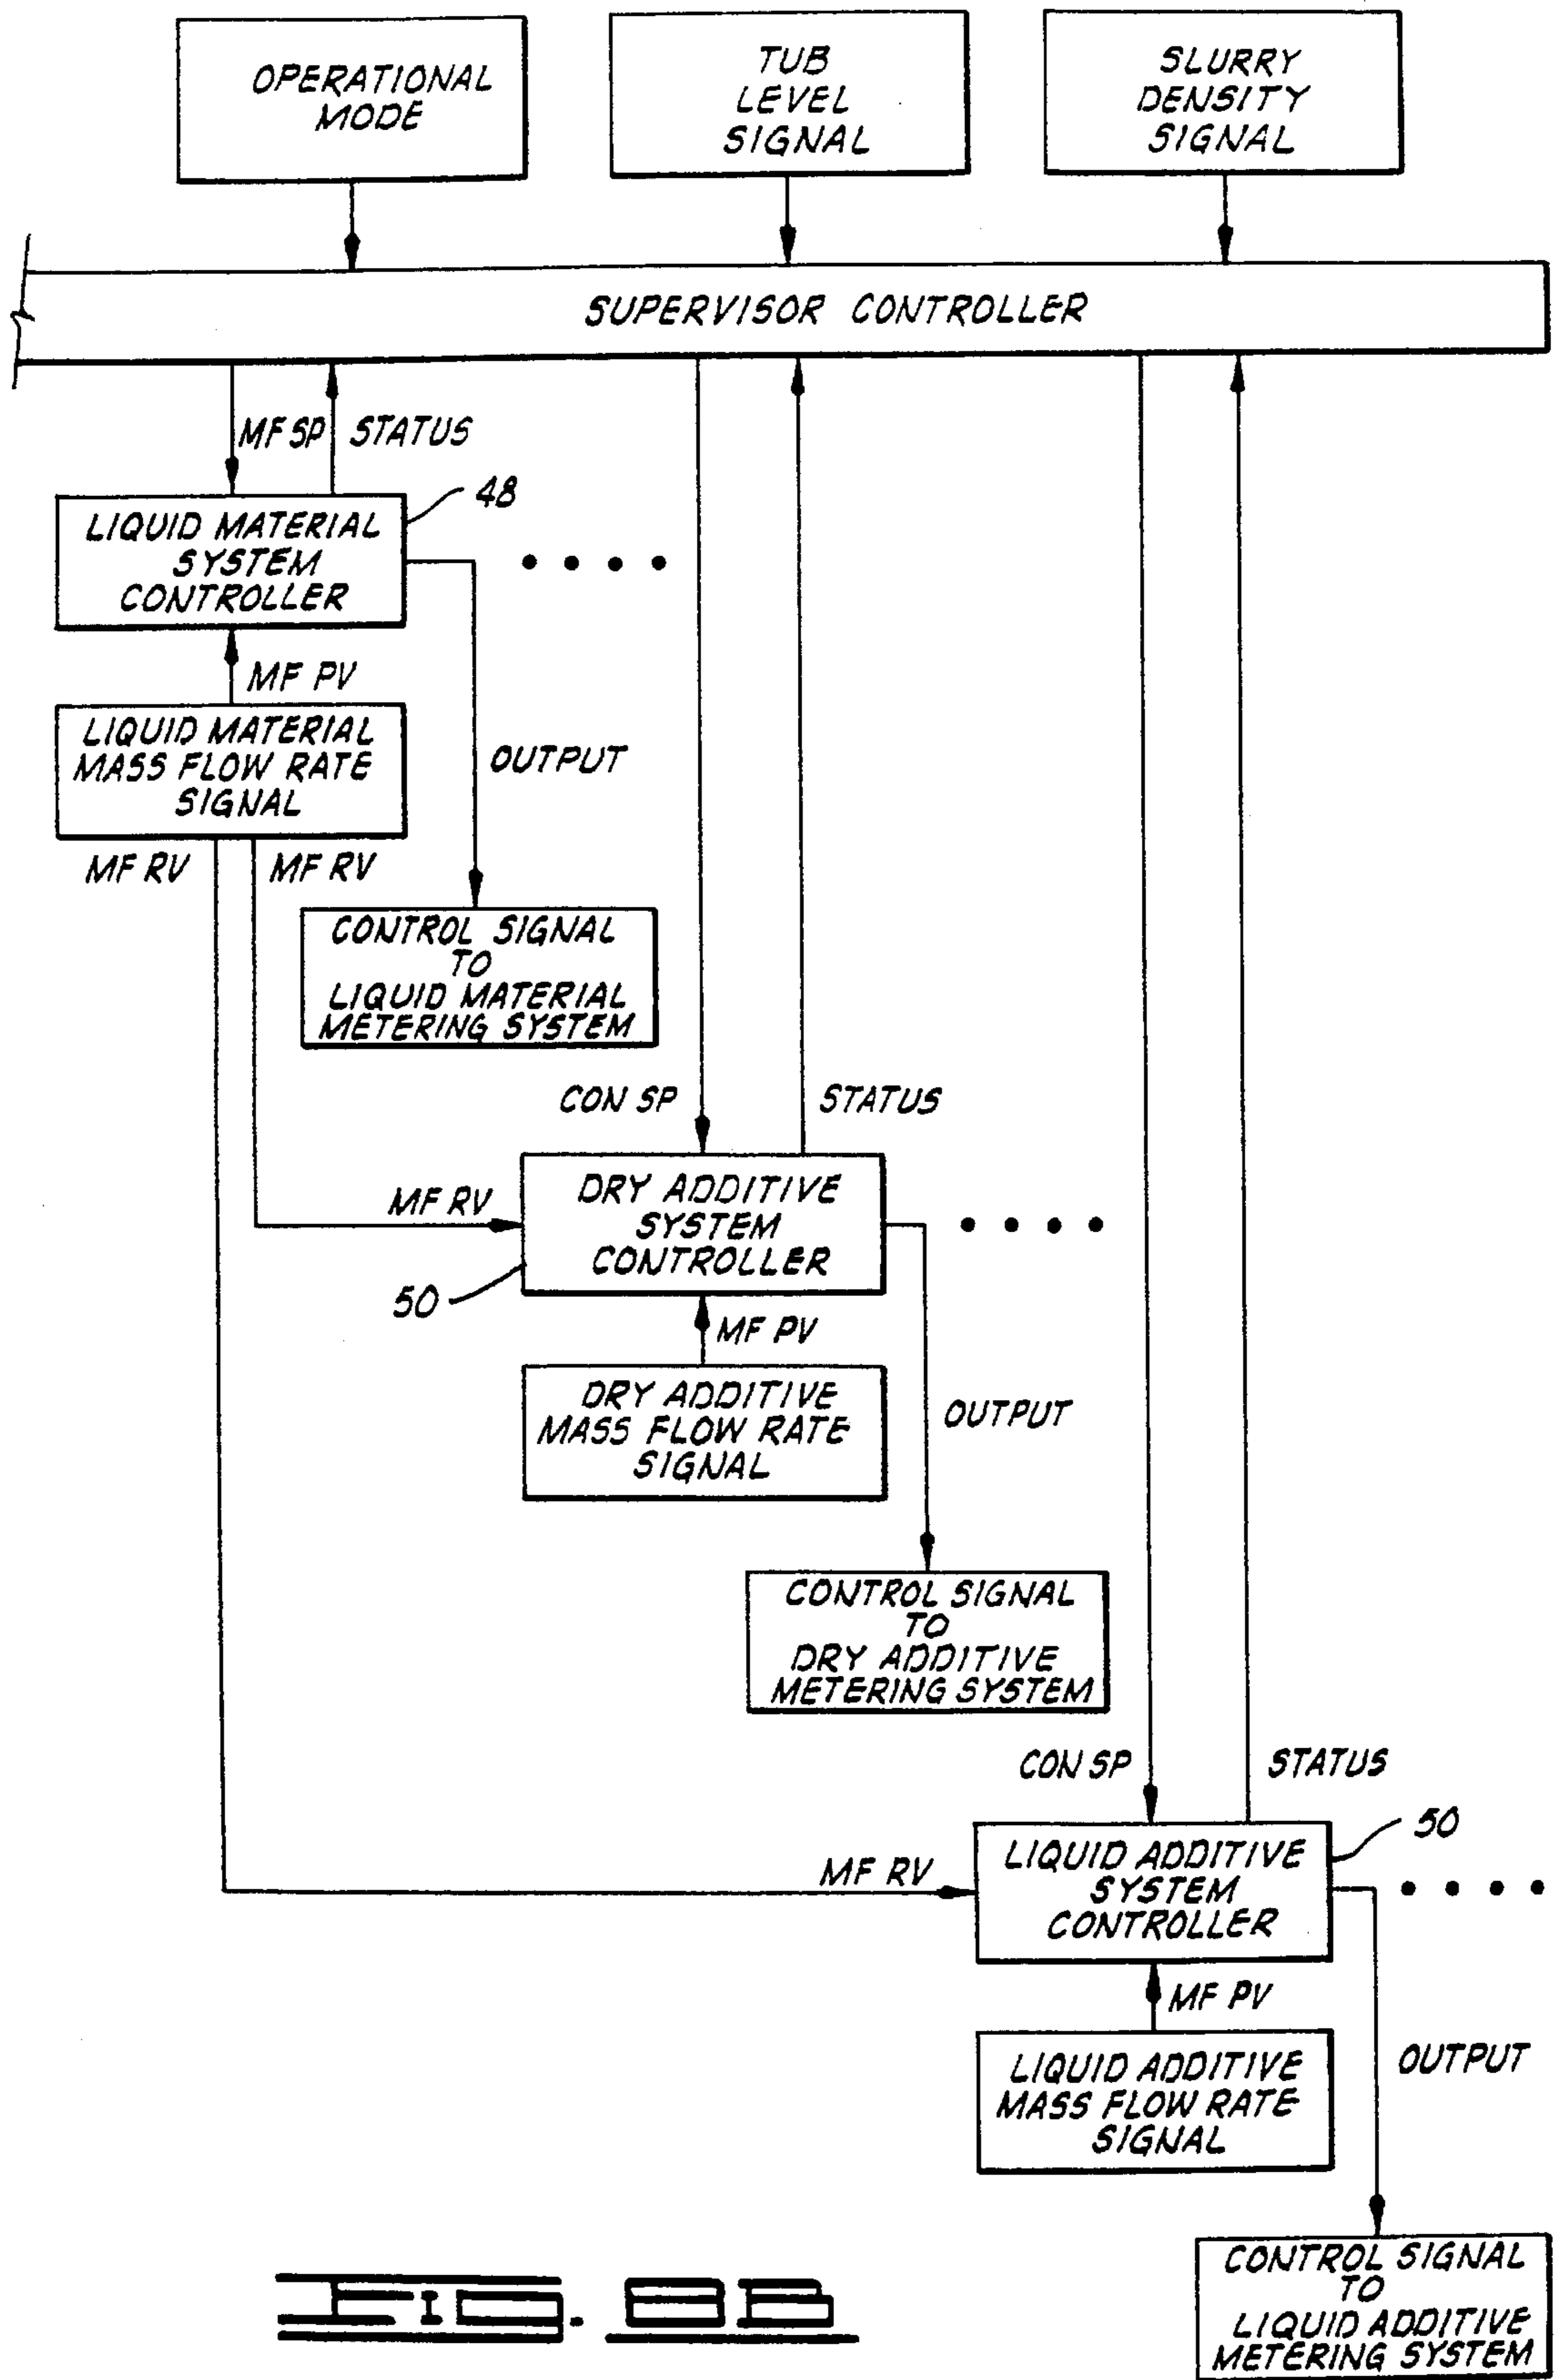 OPERATIONAL
MODE
TUB
LEVEL
SIGNAL
SLURRY
DENSITY
SIGNAL
SUPERVISOR CONTROLLER
MF SP
STATUS
48
LIQUID MATERIAL
SYSTEM
CONTROLLER
MF PV
LIQUID MATERIAL
MASS FLOW RATE
SIGNAL
OUTPUT
MF RV
MF RV
CONTROL SIGNAL
TO
LIQUID MATERIAL
METERING SYSTEM
CON SP
STATUS
MF RV
DRY ADDITIVE
SYSTEM
CONTROLLER
50
MF PV
DRY ADDITIVE
MASS FLOW RATE
SIGNAL
OUTPUT
CONTROL SIGNAL
TO
DRY ADDITIVE
METERING SYSTEM
CON SP
STATUS
50
MF RV
LIQUID ADDITIVE
SYSTEM
CONTROLLER
MF PV
LIQUID ADDITIVE
MASS FLOW RATE
SIGNAL
OUTPUT
CONTROL SIGNAL
TO
LIQUID ADDITIVE
METERING SYSTEM
FIG. 8B